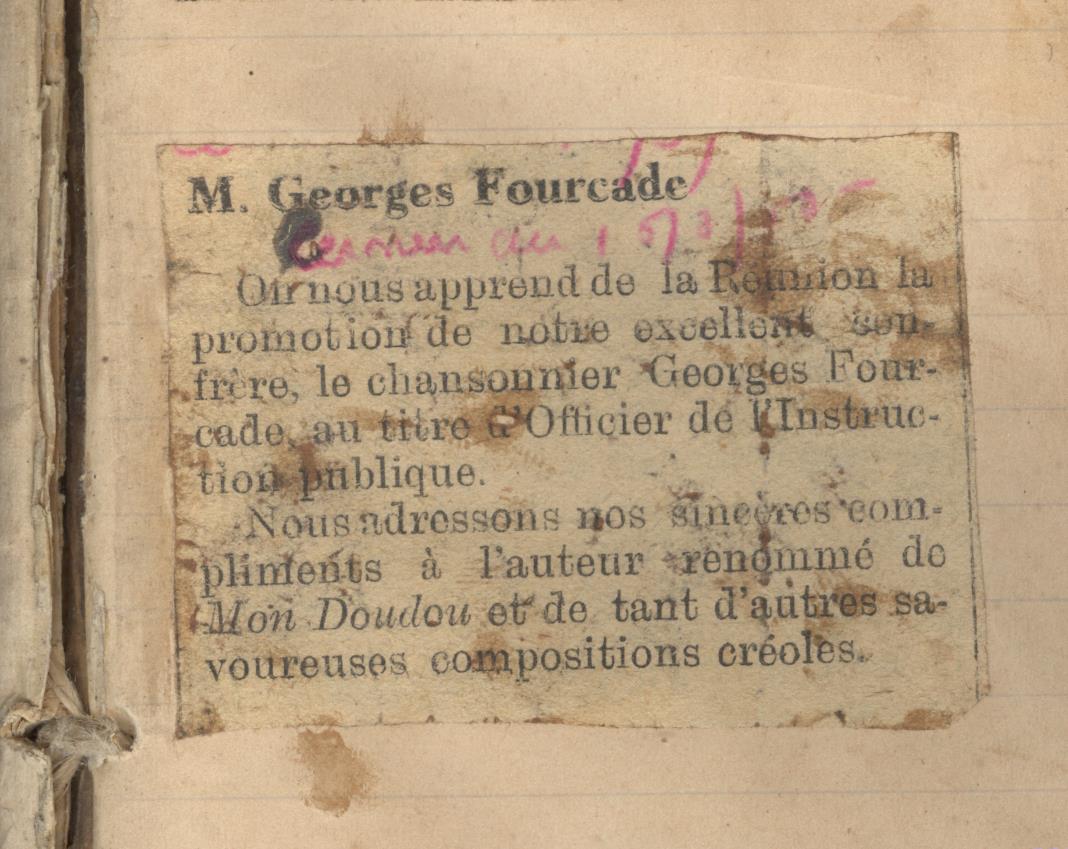 M. Georges Fourcade
du
On nous apprend de la Réunion la
promotion de notre excellent con-
frère, le chansonnier Georges Four-
cade, au titre d'Officier de l'Instruc-
tion publique.
Nous adressons nos sincères com-
pliments à l'auteur renommé de
Mon Doudou et de tant d'autres sa-
voureuses compositions créoles.